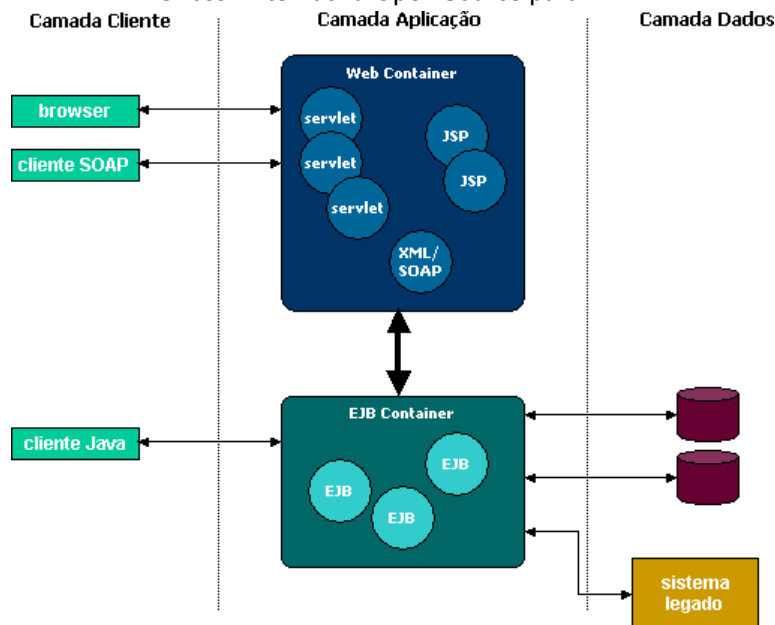 Camada Cliente
Camada Aplicação
Camada Dados
Web Container
browser
servlet
JSP
cliente SOAP
servlet
JSP
servlet
XML/
SOAP
EJB Container
cliente Java
EJB
EJB
EJB
sistema
legado